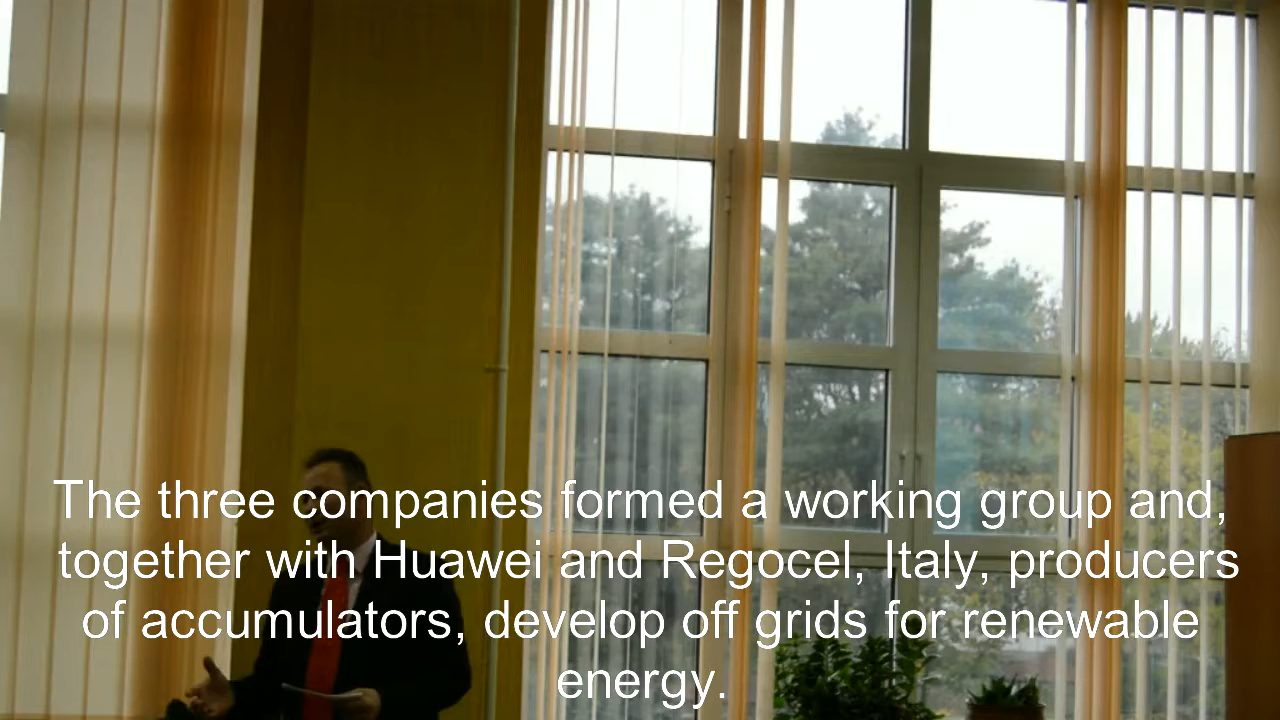 The three companies formed a working group and,
together with Huawei and Regocel, Italy, producers
of accumulators, develop off grids for renewable
energy.